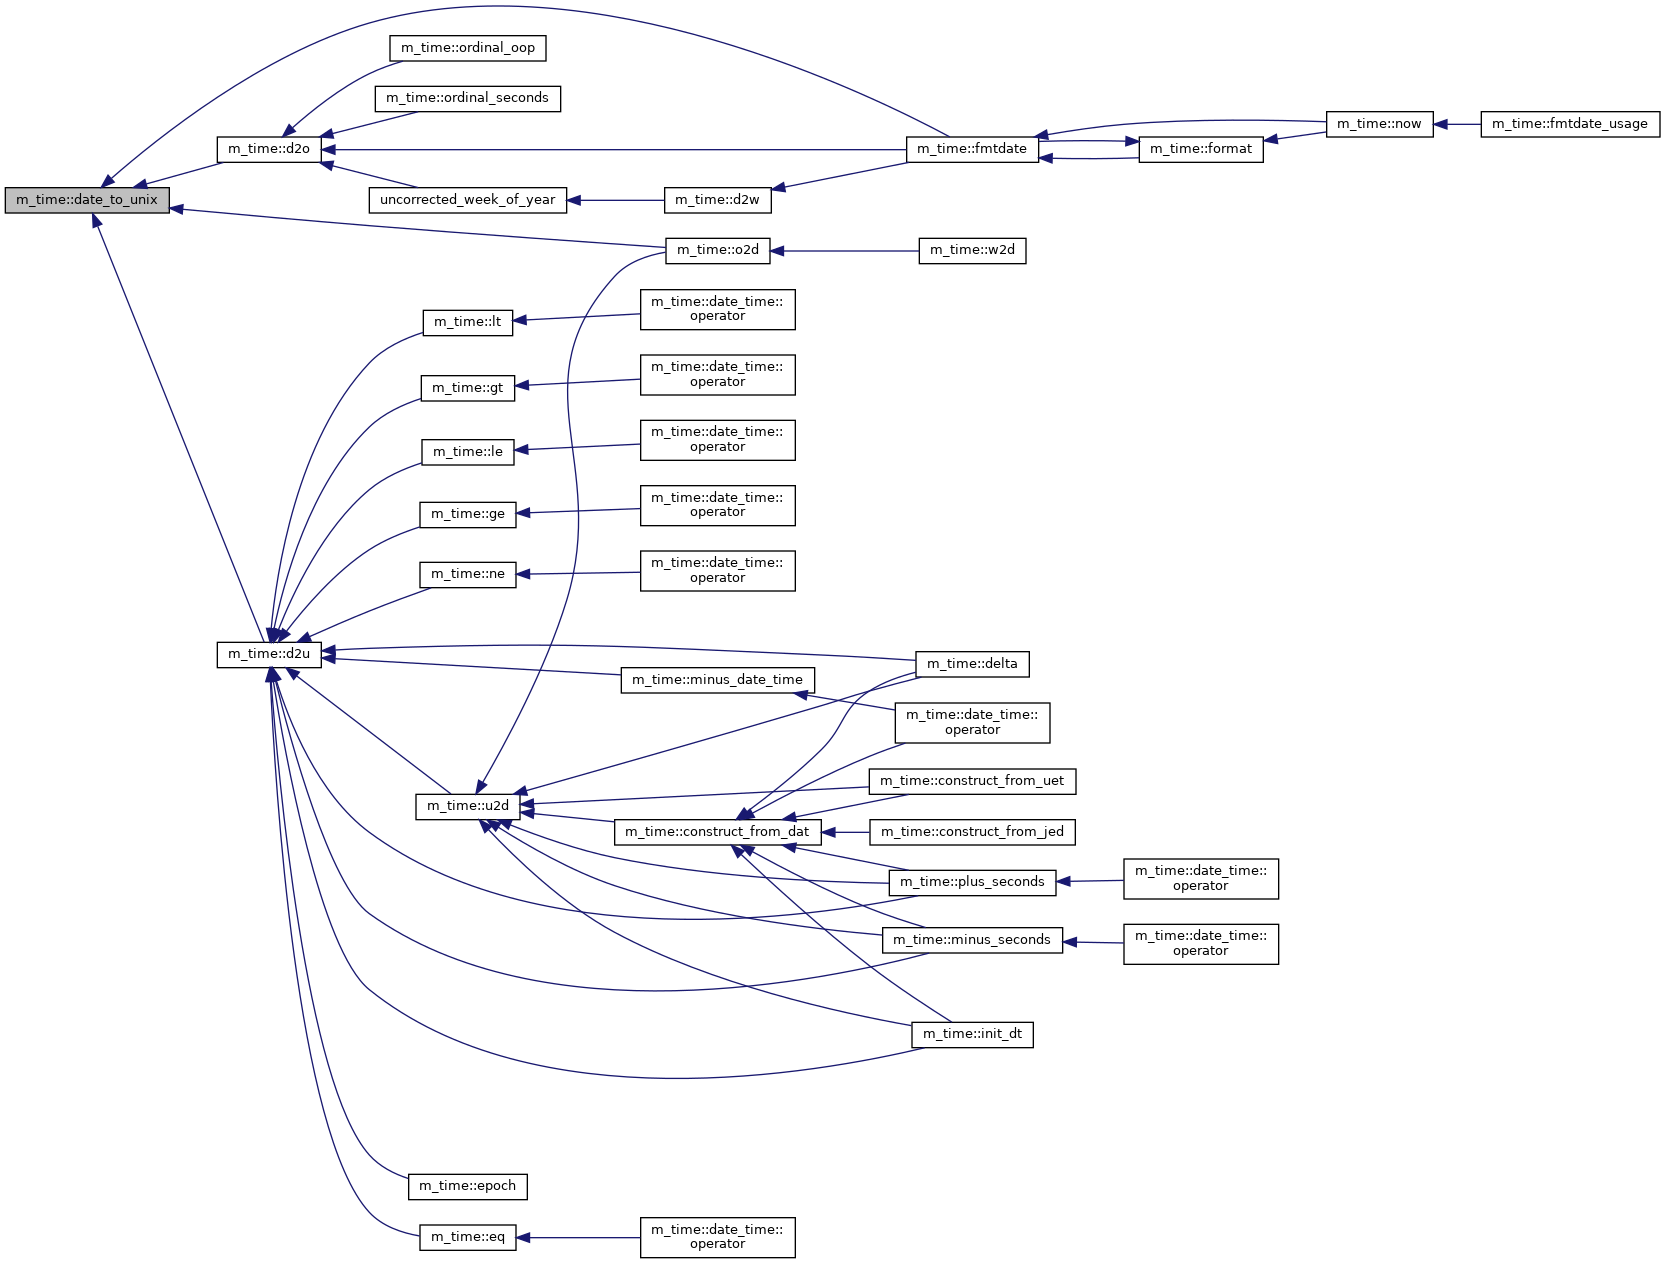 m_time::ordinal_oop
m_time::ordinal_seconds
m_time::now
m_time::fmtdate_usage
m_time::d2o
m_time::fmtdate
m_time::format
m_time::date_to_unix
uncorrected_week_of_year
m_time::d2w
m_time::o2d
m_time::w2d
m_time::lt
m_time::date_time::
operator
m_time::gt
m_time::date_time::
operator
m_time::le
m_time::date_time::
operator
m_time::ge
m_time::date_time::
operator
m_time::ne
m_time::date_time::
operator
m_time::d2u
m_time::delta
m_time::minus_date_time
m_time::date_time::
operator
m_time::construct_from_uet
m_time::u2d
m_time::construct_from_dat
m_time::construct_from_jed
m_time::plus_seconds
m_time::date_time::
operator
m_time::minus_seconds
m_time::date_time::
operator
m_time::init_dt
m_time::epoch
m_time::eq
m_time::date_time::
operator